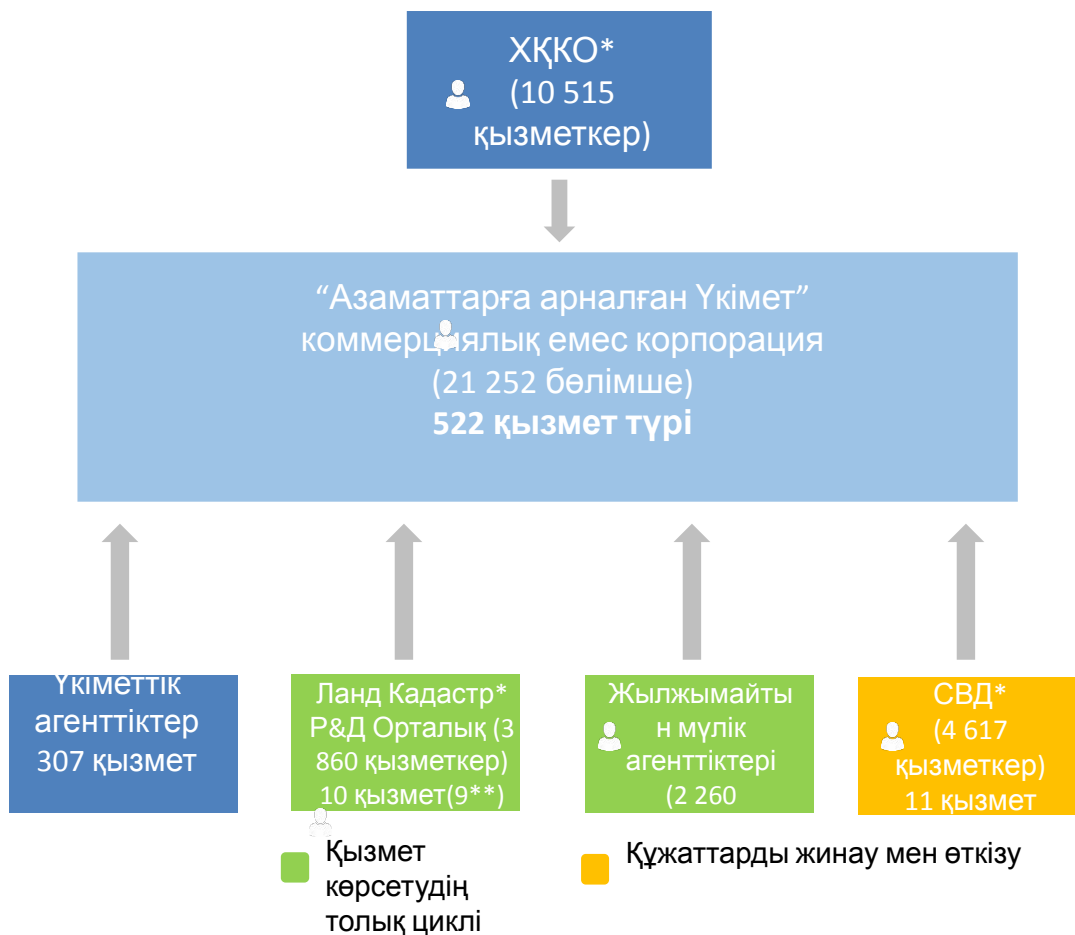 ХҚКО*
(10 515
қызметкер)
“Азаматтарға арналған Үкімет”
коммерциялық емес корпорация
(21 252 бөлімше)
522 қызмет түрі
Үкіметтік
агенттіктер
307 қызмет
Ланд Кадастр*
Р&Д Орталық (3
860 қызметкер)
10 қызмет(9**)
Жылжымайты
н мүлік
агенттіктері
(2 260
СВД*
(4 617
қызметкер)
11 қызмет
Қызмет
көрсетудің
толық циклі
Құжаттарды жинау мен өткізу